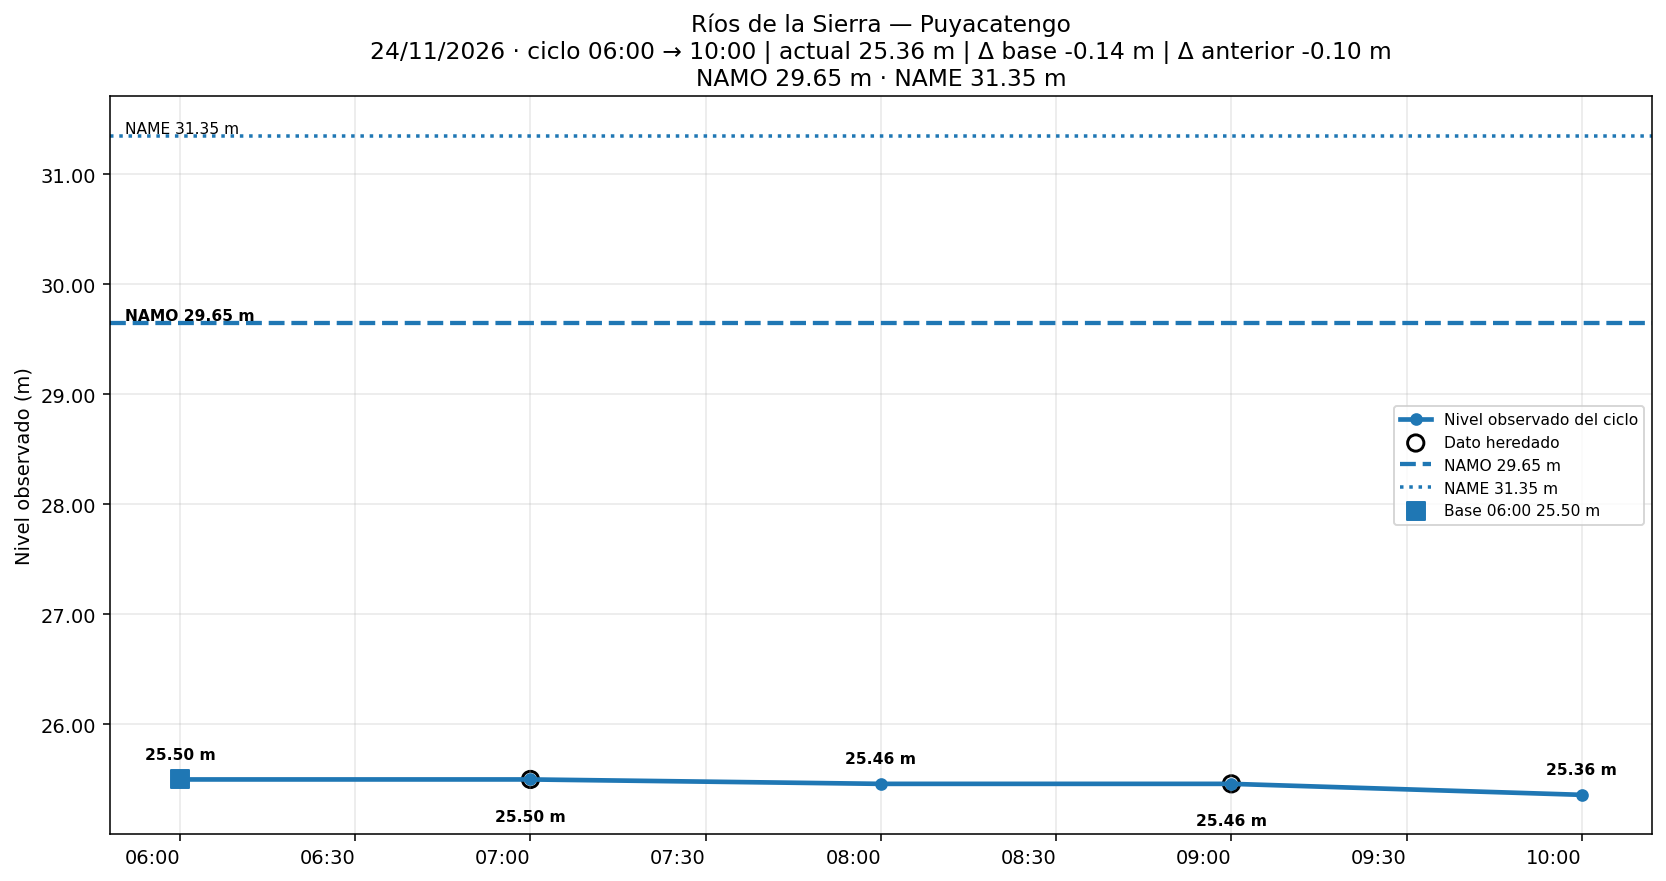 Ríos de la Sierra — Puyacatengo
24/11/2026 · ciclo 06:00 → 10:00 | actual 25.36 m | Δ base -0.14 m | Δ anterior -0.10 m
NAMO 29.65 m · NAME 31.35 m
Nivel observado (m)
31.00
30.00
29.00
28.00
27.00
26.00
NAME 31.35 m
NAMO 29.65 m
Nivel observado del ciclo
Dato heredado
NAMO 29.65 m
NAME 31.35 m
Base 06:00 25.50 m
25.50 m
25.50 m
25.46 m
25.46 m
25.36 m
06:00
06:30
07:00
07:30
08:00
08:30
09:00
09:30
10:00